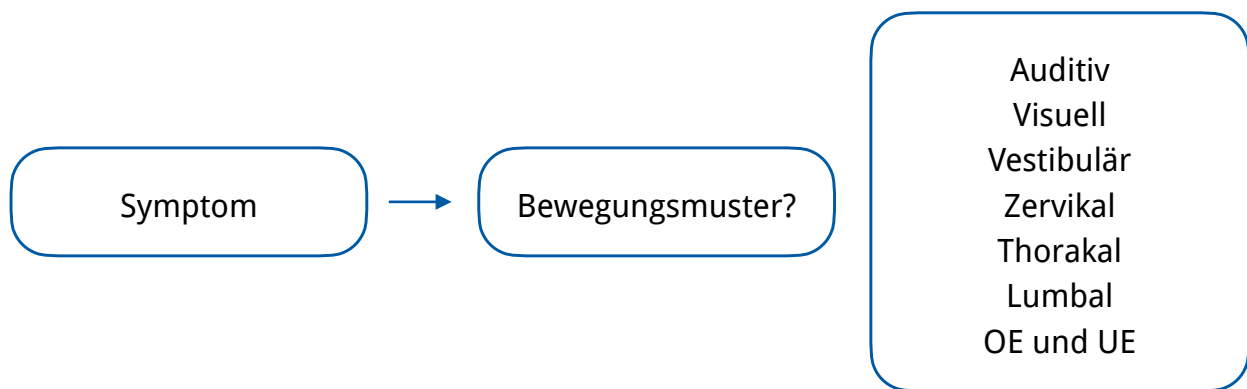 Symptom
Bewegungsmuster?
Auditiv
Visuell
Vestibulär
Zervikal
Thorakal
Lumbal
OE und UE